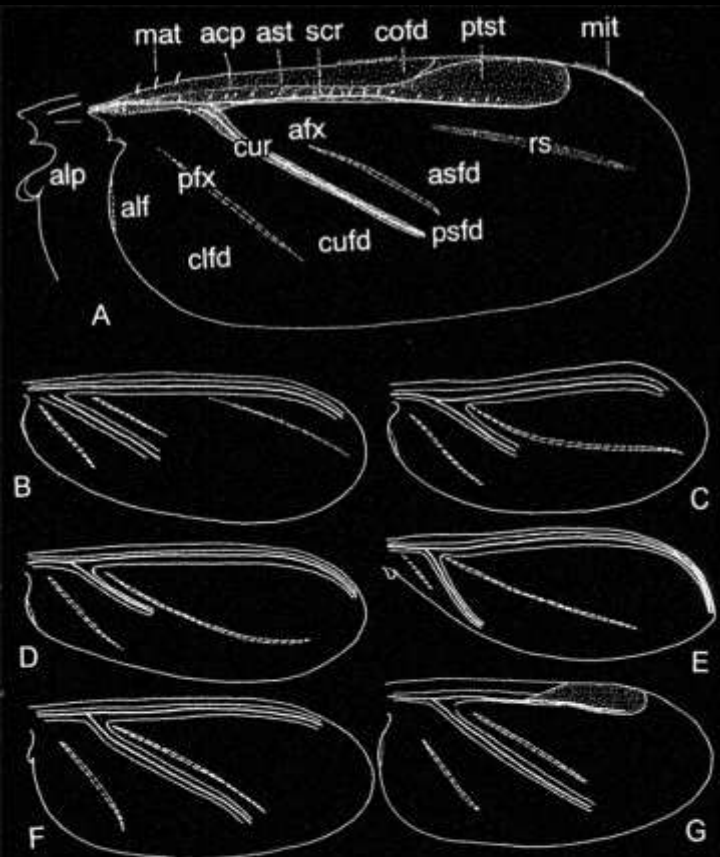 mat acp ast scr cofd ptst mit
afx rs
cur
alp pfx asfd
alf
cufd psfd
clfd
A
B C
D E
F G